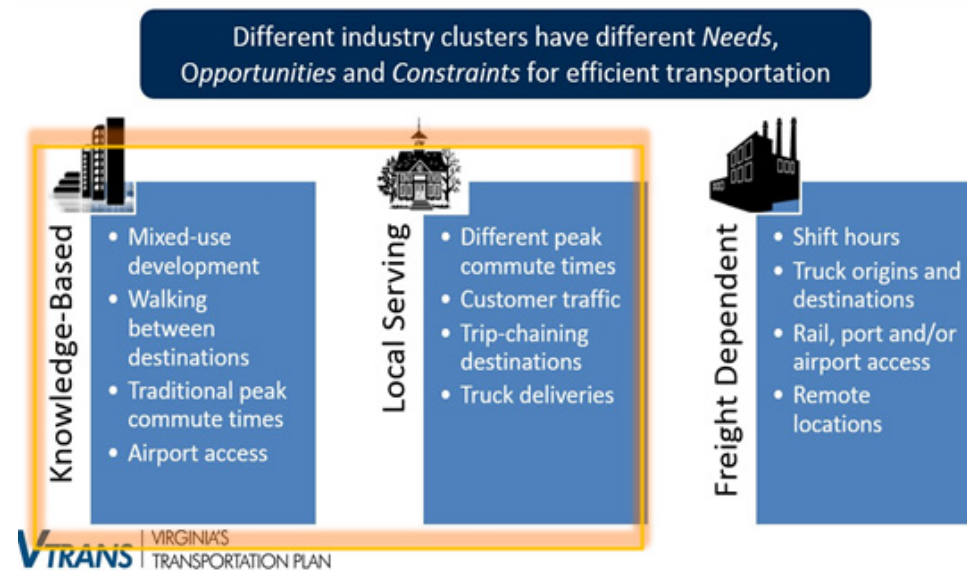 Different industry clusters have different Needs,
Opportunities and Constraints for efficient transportation
Knowledge-Based
• Mixed-use
development
• Walking
between
destinations
• Traditional peak
commute times
• Airport access
Local Serving
• Different peak
commute times
• Customer traffic
• Trip-chaining
destinations
• Truck deliveries
Freight Dependent
• Shift hours
• Truck origins and
destinations
• Rail, port and/or
airport access
• Remote
locations
VTRANS
VIRGINIA'S
TRANSPORTATION PLAN